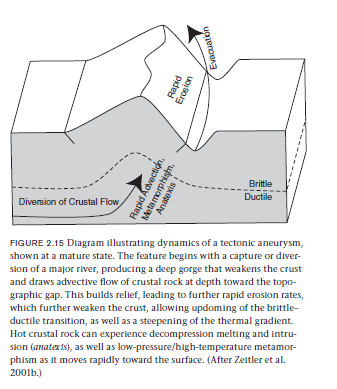 Evacuation
Rapid
Erosion
Rapid Advection,
Metamorphism,
Anatexis
Brittle
Ductile
Diversion of Crustal Flow
FIGURE 2.15 Diagram illustrating dynamics of a tectonic aneurysm,
shown at a mature state. The feature begins with a capture or diver-
sion of a major river, producing a deep gorge that weakens the crust
and draws advective flow of crustal rock at depth toward the topo-
graphic gap. This builds relief, leading to further rapid erosion rates,
which further weaken the crust, allowing updoming of the brittle–
ductile transition, as well as a steepening of the thermal gradient.
Hot crustal rock can experience decompression melting and intru-
sion (anatexis), as well as low-pressure/high-temperature metamor-
phism as it moves rapidly toward the surface. (After Zeitler et al.
2001b.)